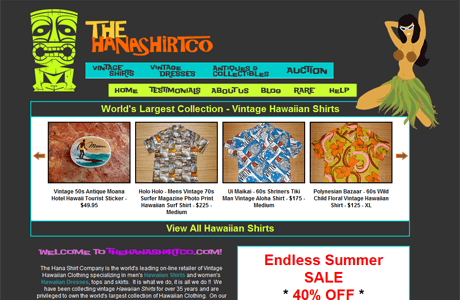 THE
HANASHIRTCO
VINTAGE SHIRTS
VINTAGE DRESSES
ANTIQUES & COLLECTIBLES
AUCTION
HOME TESTIMONIALS ABOUT US BLOG RARE HELP
World's Largest Collection - Vintage Hawaiian Shirts
Vintage 50s Antique Moana
Hotel Hawaii Tourist Sticker -
$49.95
Holo Holo - Mens Vintage 70s
Surfer Magazine Photo Print
Hawaiian Surf Shirt - $225 -
Medium
Ui Maikai - 60s Shriners Tiki
Man Vintage Aloha Shirt - $175 -
Medium
Polynesian Bazaar - 60s Wild
Child Floral Vintage Hawaiian
Shirt - $125 - XL
View All Hawaiian Shirts
WELCOME TO THEHANASHIRTCO.COM!
The Hana Shirt Company is the world's leading on-line retailer of Vintage
Hawaiian Clothing specializing in men's Hawaiian Shirts and women's
Hawaiian Dresses, tops and skirts. It is what we do, it is all we do !! We
have been collecting vintage Hawaiian Shirts for over 35 years and are
privileged to own the world's largest collection of Hawaiian Clothing. On our
Endless Summer
SALE
* 40% OFF *